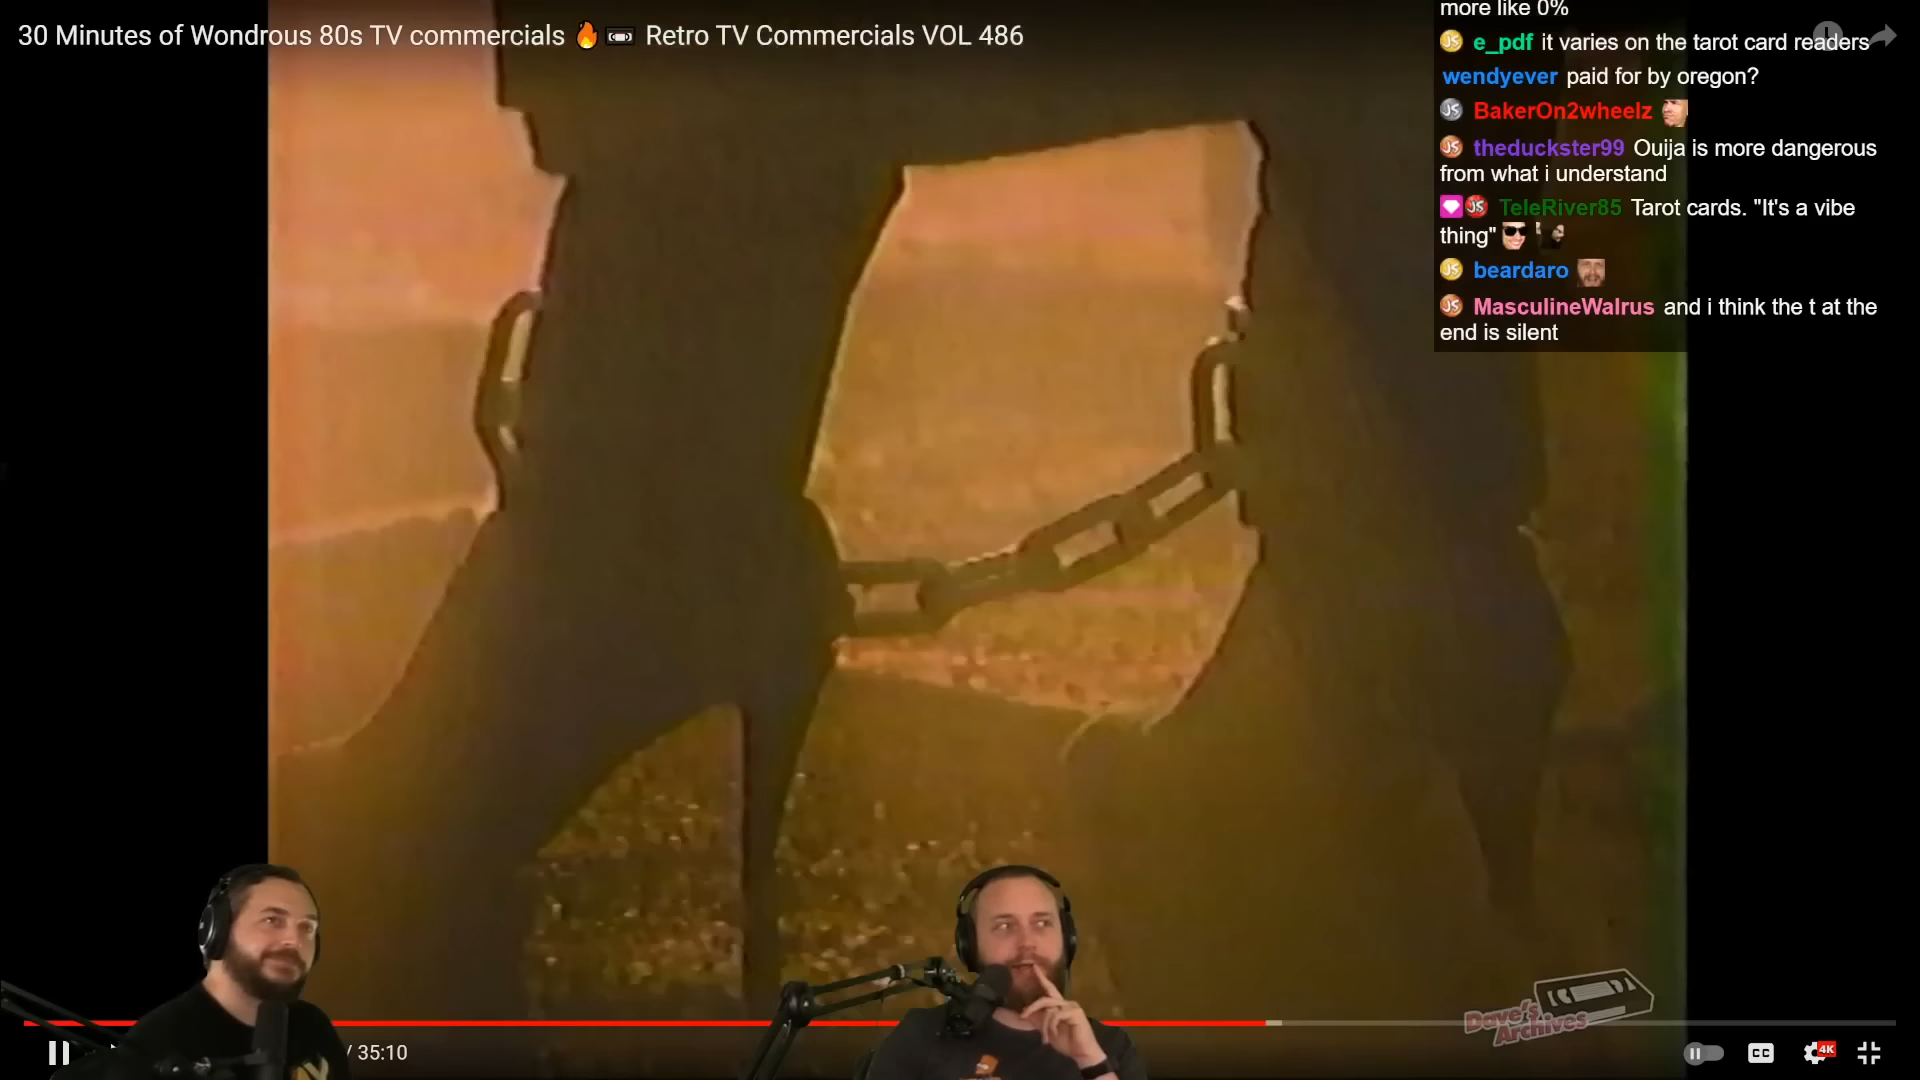 30 Minutes of Wondrous 80s TV commercials 🔥📼 Retro TV Commercials VOL 486
more like 0%
e_pdf it varies on the tarot card readers
wendyever paid for by oregon?
BakerOn2wheelz
theduckster99 Ouija is more dangerous
from what i understand
TeleRiver85 Tarot cards. "It's a vibe
thing"
beardaro
MasculineWalrus and i think the t at the
end is silent
Dave's
Archives
/ 35:10
CC
4K